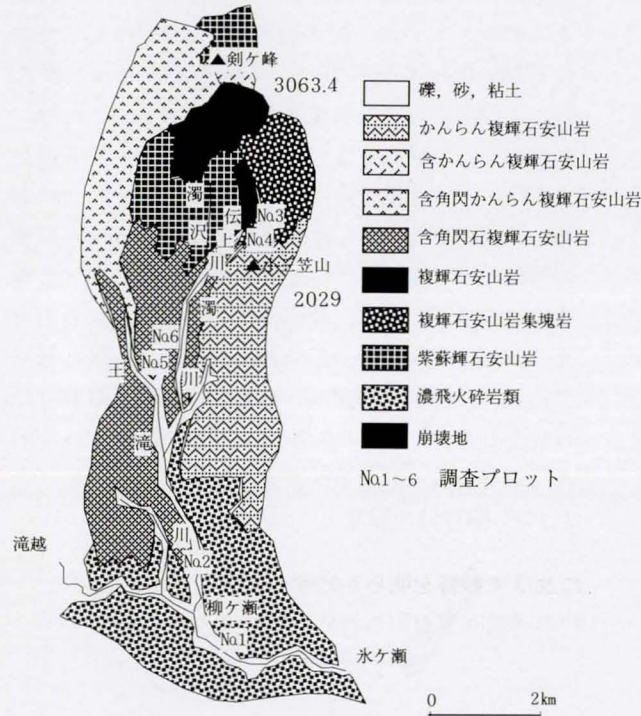 ▲剣ケ峰
3063.4
濁
沢
伝
上
川
No.3
No.4
▲小三笠山
2029
濁
川
No.6
No.5
王
滝
川
No.2
滝越
柳ケ瀬
No.1
氷ケ瀬
礫，砂，粘土
かんらん複輝石安山岩
含かんらん複輝石安山岩
含角閃かんらん複輝石安山岩
含角閃石複輝石安山岩
複輝石安山岩
複輝石安山岩集塊岩
紫蘇輝石安山岩
濃飛火砕岩類
崩壊地
No.1~6 調査プロット
0 2km